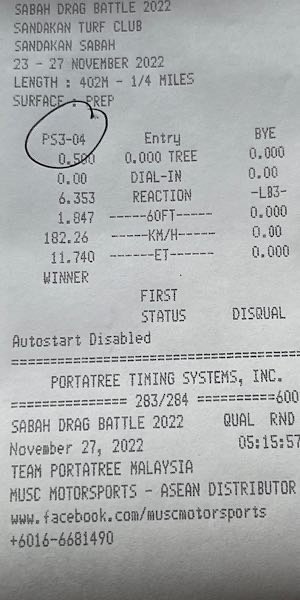 SABAH DRAG BATTLE 2022
SANDAKAN TURF CLUB
SANDAKAN SABAH
23 - 27 NOVEMBER 2022
LENGTH : 402M - 1/4 MILES
SURFACE : PREP
PS3-04 Entry BYE
0.500 0.000 TREE 0.000
0.00 DIAL-IN 0.00
6.353 REACTION -LB3-
1.847 ------60FT------ 0.000
182.26 ------KM/H------ 0.00
11.740 -------ET------- 0.000
WINNER
FIRST
STATUS DISQUAL
Autostart Disabled
===================================
PORTATREE TIMING SYSTEMS, INC.
=============== 283/284 ==========600
SABAH DRAG BATTLE 2022 QUAL RND
November 27, 2022 05:15:57
TEAM PORTATREE MALAYSIA
MUSC MOTORSPORTS - ASEAN DISTRIBUTOR
www.facebook.com/muscmotorsports
+6016-6681490